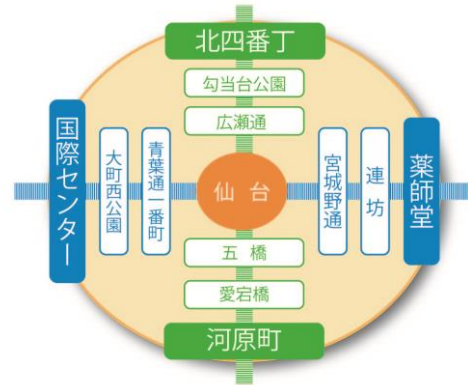 北四番丁
勾当台公園
広瀬通
国際センター
大町西公園
青葉通一番町
仙台
宮城野通
連坊
薬師堂
五橋
愛宕橋
河原町